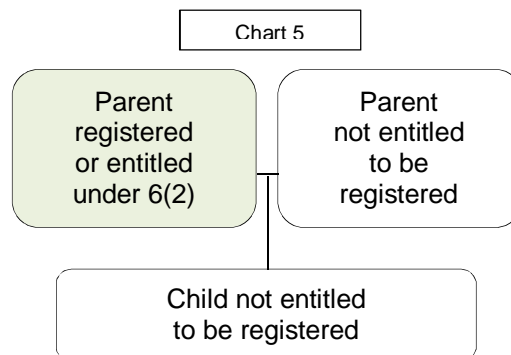 Chart 5
Parent
registered
or entitled
under 6(2)
Parent
not entitled
to be
registered
Child not entitled
to be registered